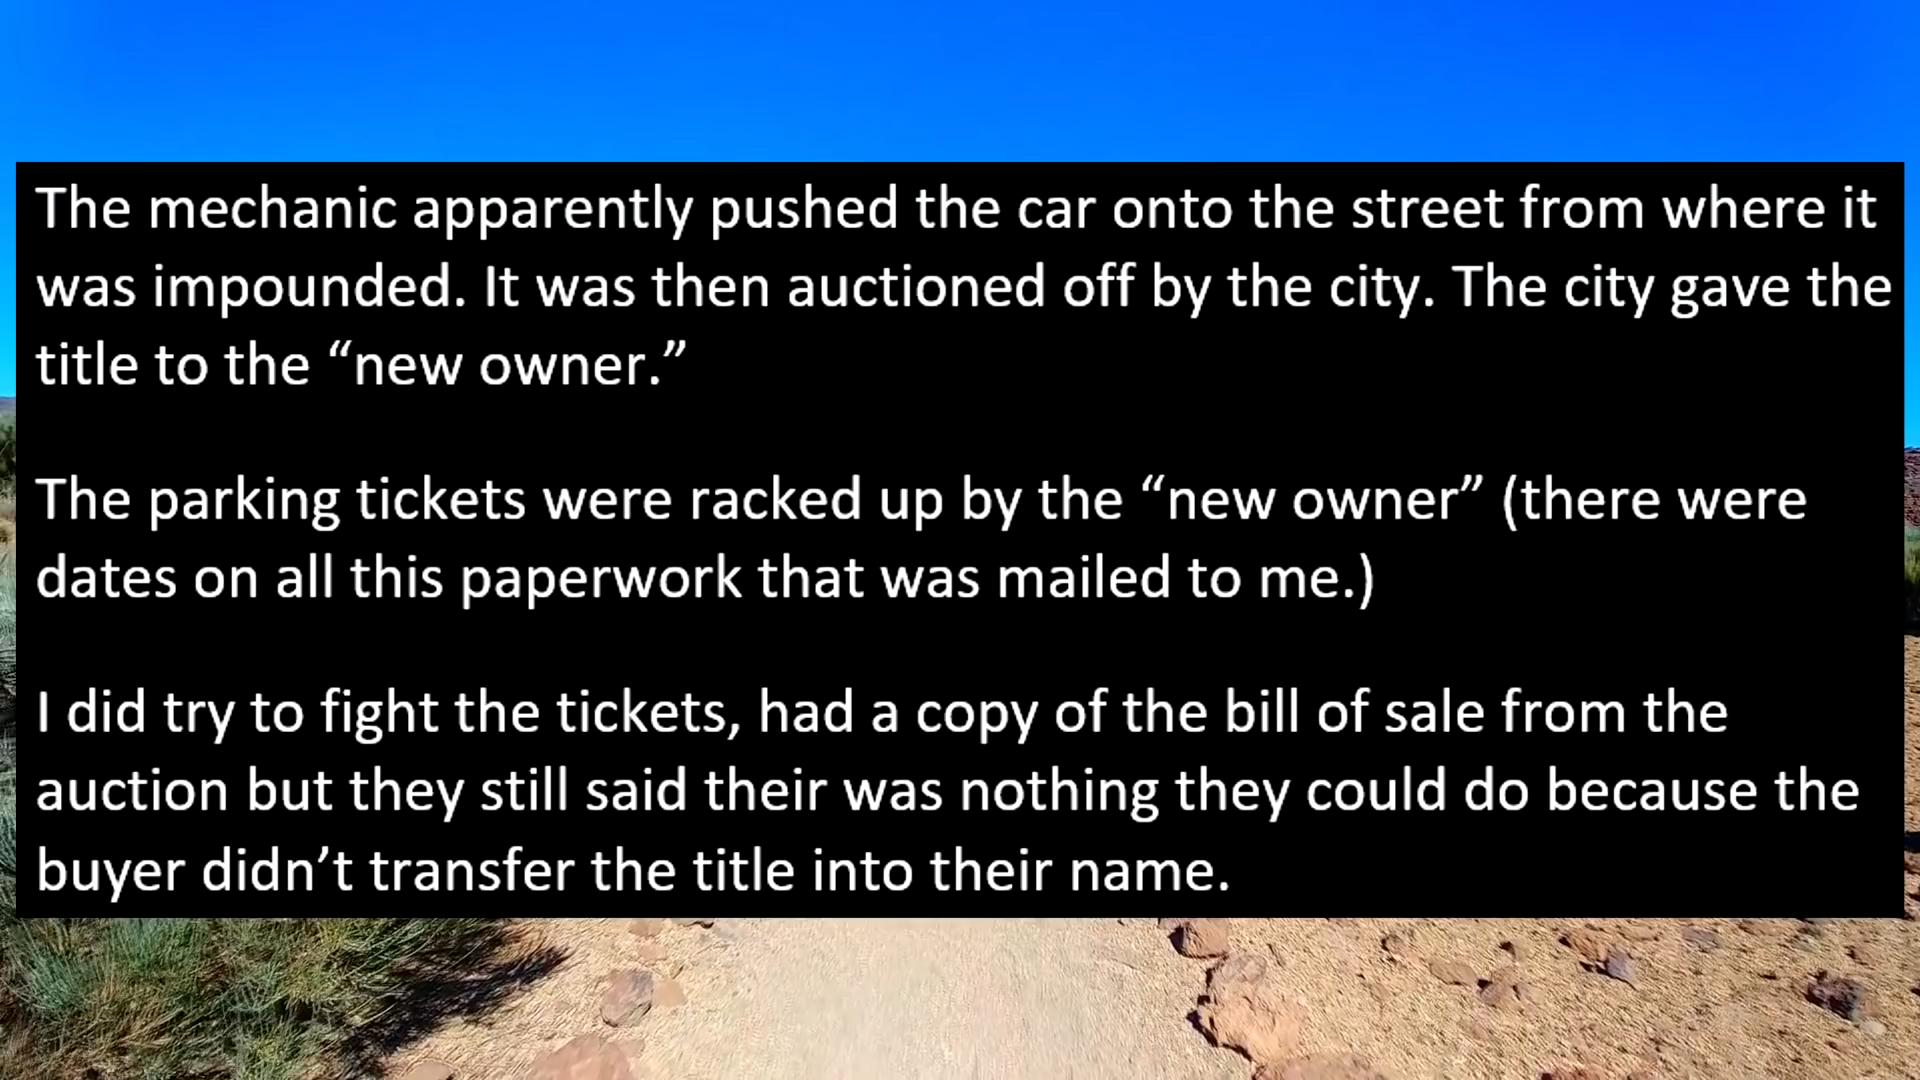 The mechanic apparently pushed the car onto the street from where it
was impounded. It was then auctioned off by the city. The city gave the
title to the “new owner.”
The parking tickets were racked up by the “new owner” (there were
dates on all this paperwork that was mailed to me.)
I did try to fight the tickets, had a copy of the bill of sale from the
auction but they still said their was nothing they could do because the
buyer didn’t transfer the title into their name.